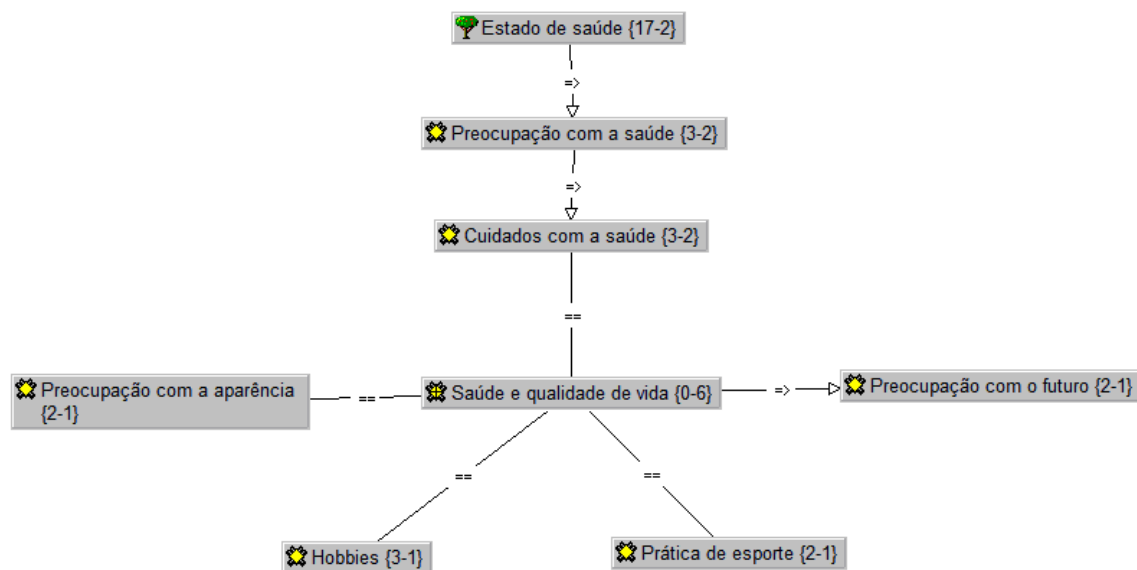 Estado de saúde {17-2}
=>
Preocupação com a saúde {3-2}
=>
Cuidados com a saúde {3-2}
==
Preocupação com a aparência
{2-1}
==
Saúde e qualidade de vida {0-6}
=>
Preocupação com o futuro {2-1}
==
==
Hobbies {3-1}
Prática de esporte {2-1}